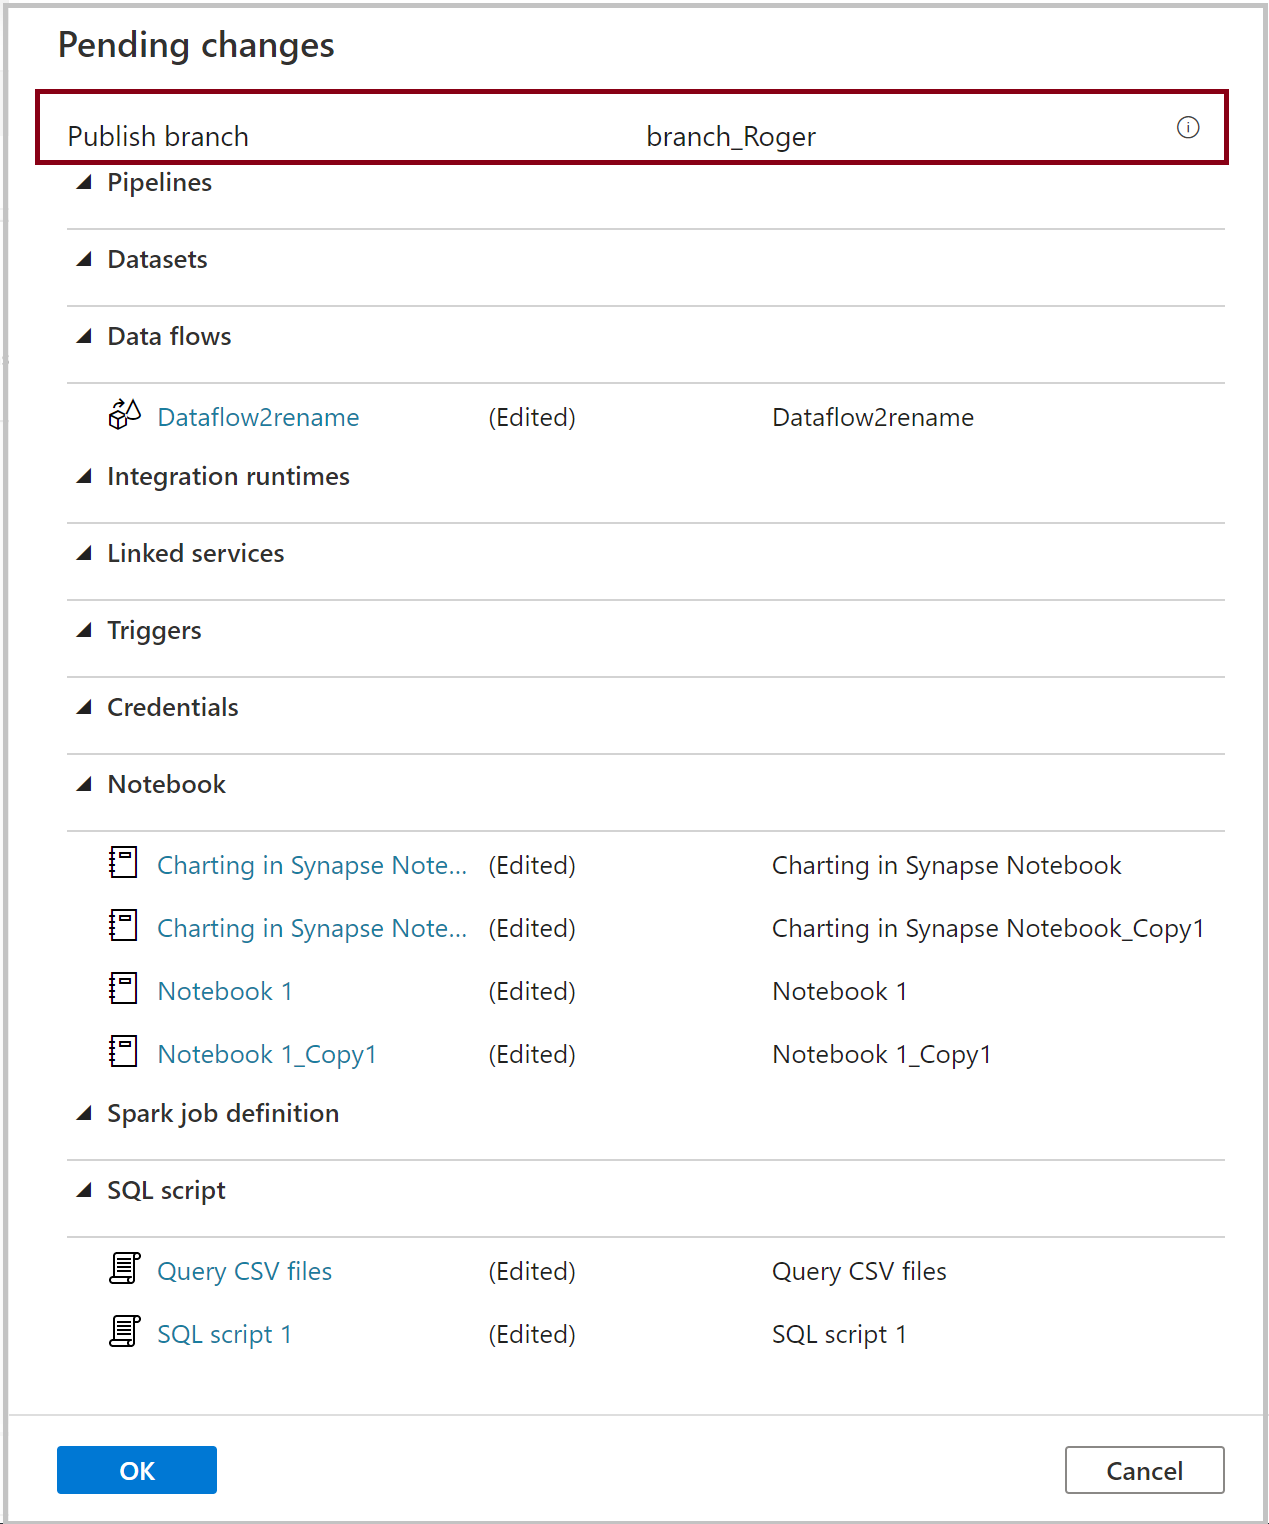 Pending changes
Publish branch branch_Roger
Pipelines
Datasets
Data flows
Dataflow2rename (Edited) Dataflow2rename
Integration runtimes
Linked services
Triggers
Credentials
Notebook
Charting in Synapse Note... (Edited) Charting in Synapse Notebook
Charting in Synapse Note... (Edited) Charting in Synapse Notebook_Copy1
Notebook 1 (Edited) Notebook 1
Notebook 1_Copy1 (Edited) Notebook 1_Copy1
Spark job definition
SQL script
Query CSV files (Edited) Query CSV files
SQL script 1 (Edited) SQL script 1
OK Cancel